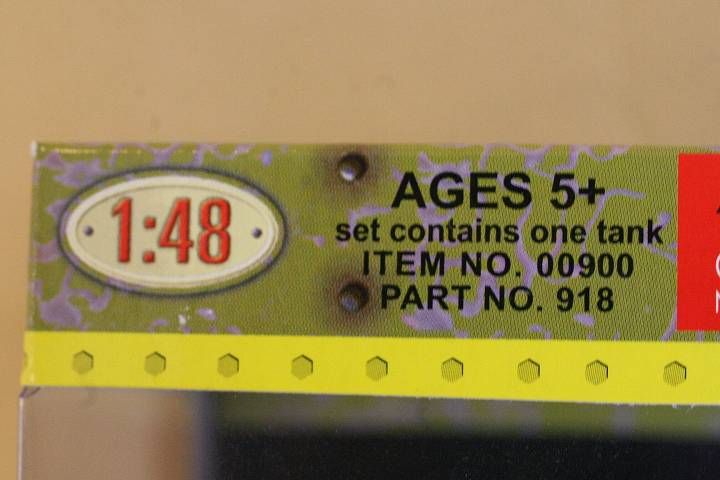 1:48
AGES 5+
set contains one tank
ITEM NO. 00900
PART NO. 918